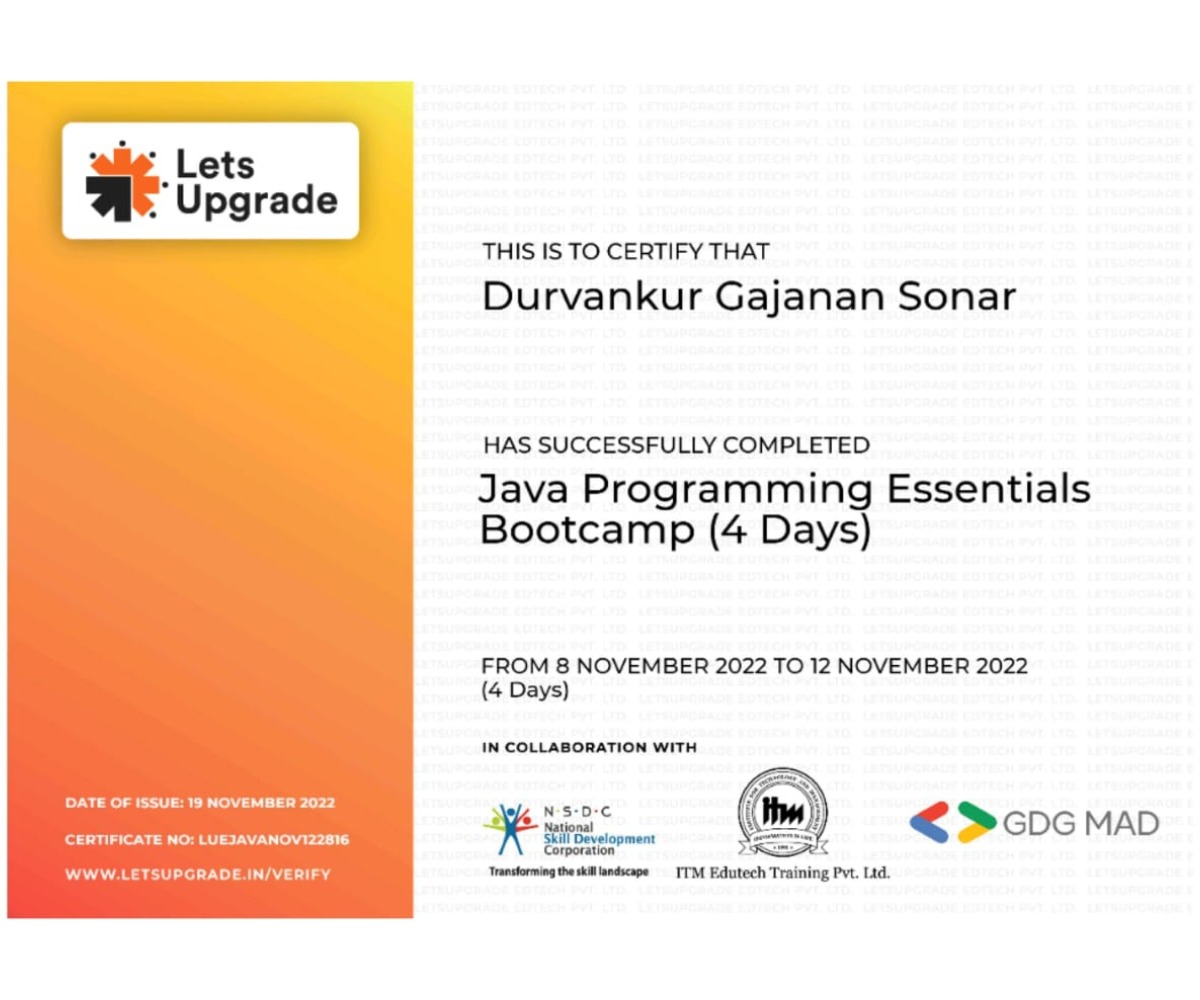 Lets
Upgrade
THIS IS TO CERTIFY THAT
Durvankur Gajanan Sonar
HAS SUCCESSFULLY COMPLETED
Java Programming Essentials
Bootcamp (4 Days)
FROM 8 NOVEMBER 2022 TO 12 NOVEMBER 2022
(4 Days)
IN COLLABORATION WITH
N·S·D·C
National
Skill Development
Corporation
Transforming the skill landscape
itm
ITM Edutech Training Pvt. Ltd.
GDG MAD
DATE OF ISSUE: 19 NOVEMBER 2022
CERTIFICATE NO: LUEJAVANOV122816
WWW.LETSUPGRADE.IN/VERIFY
LETSUPGRADE EDTECH PVT. LTD.